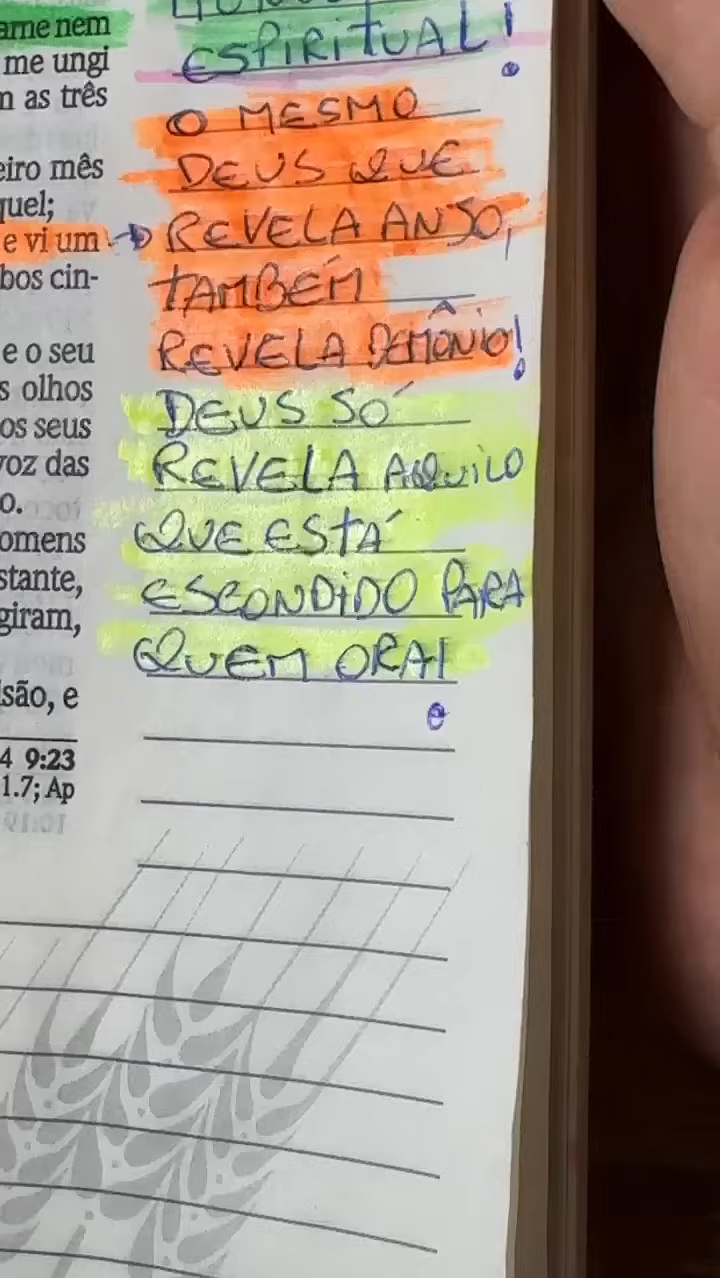 arne nem
me ungi
m as três
eiro mês
quel;
e vi um
bos cin-
e o seu
s olhos
os seus
voz das
o.
omens
stante,
giram,
isão, e
4 9:23
1.7; Ap
ESPIRITUAL!
O MESMO
DEUS QUE
REVELA ANJO,
TAMBÉM
REVELA DEMÔNIO!
DEUS SÓ
REVELA AQUILO
QUE ESTÁ
ESCONDIDO PARA
QUEM ORA!